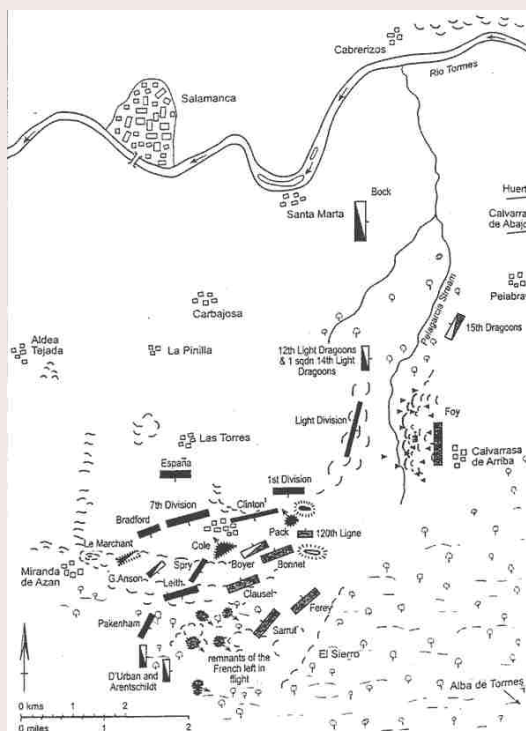 Cabrerizos
Rio Tormes
Salamanca
Bock
Santa Marta
Huert
Calvarras
de Abajo
Carbajosa
Pelagarcia Stream
Pelabrav
15th Dragoons
Aldea
Tejada
La Pinilla
12th Light Dragoons
& 1 sqdn 14th Light
Dragoons
Light Division
Foy
Las Torres
Calvarrasa
de Arriba
España
1st Division
7th Division
Clinton
Bradford
Pack
120th Ligne
Le Marchant
Cole
Boyer
Bonnet
Spry
Miranda
de Azan
G.Anson
Leith
Clausel
Ferey
Pakenham
Sarrut
El Sierro
remnants of the
French left in
flight
D'Urban and
Arentschildt
Alba de Tormes
0 kms 1 2
0 miles 1 2